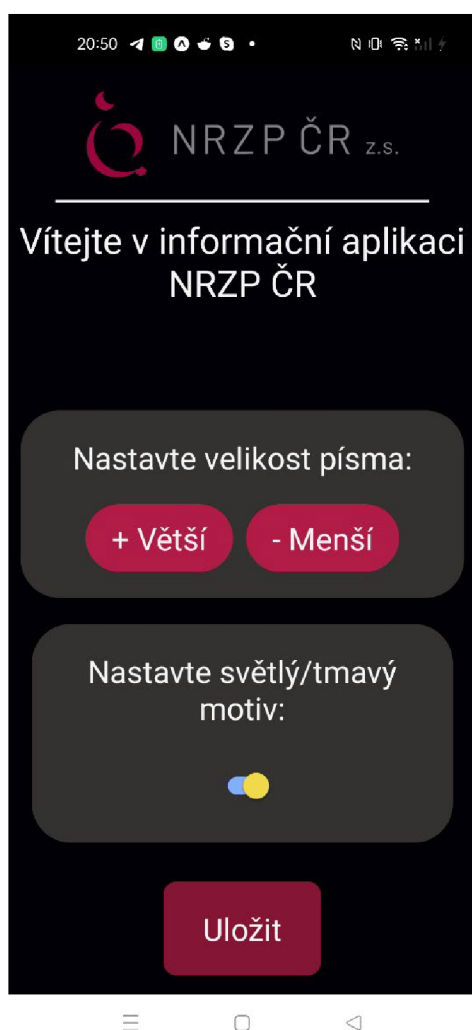 20:50
NRZP ČR z.s.
Vítejte v informační aplikaci
NRZP ČR
Nastavte velikost písma:
+ Větší
- Menší
Nastavte světlý/tmavý
motiv:
Uložit